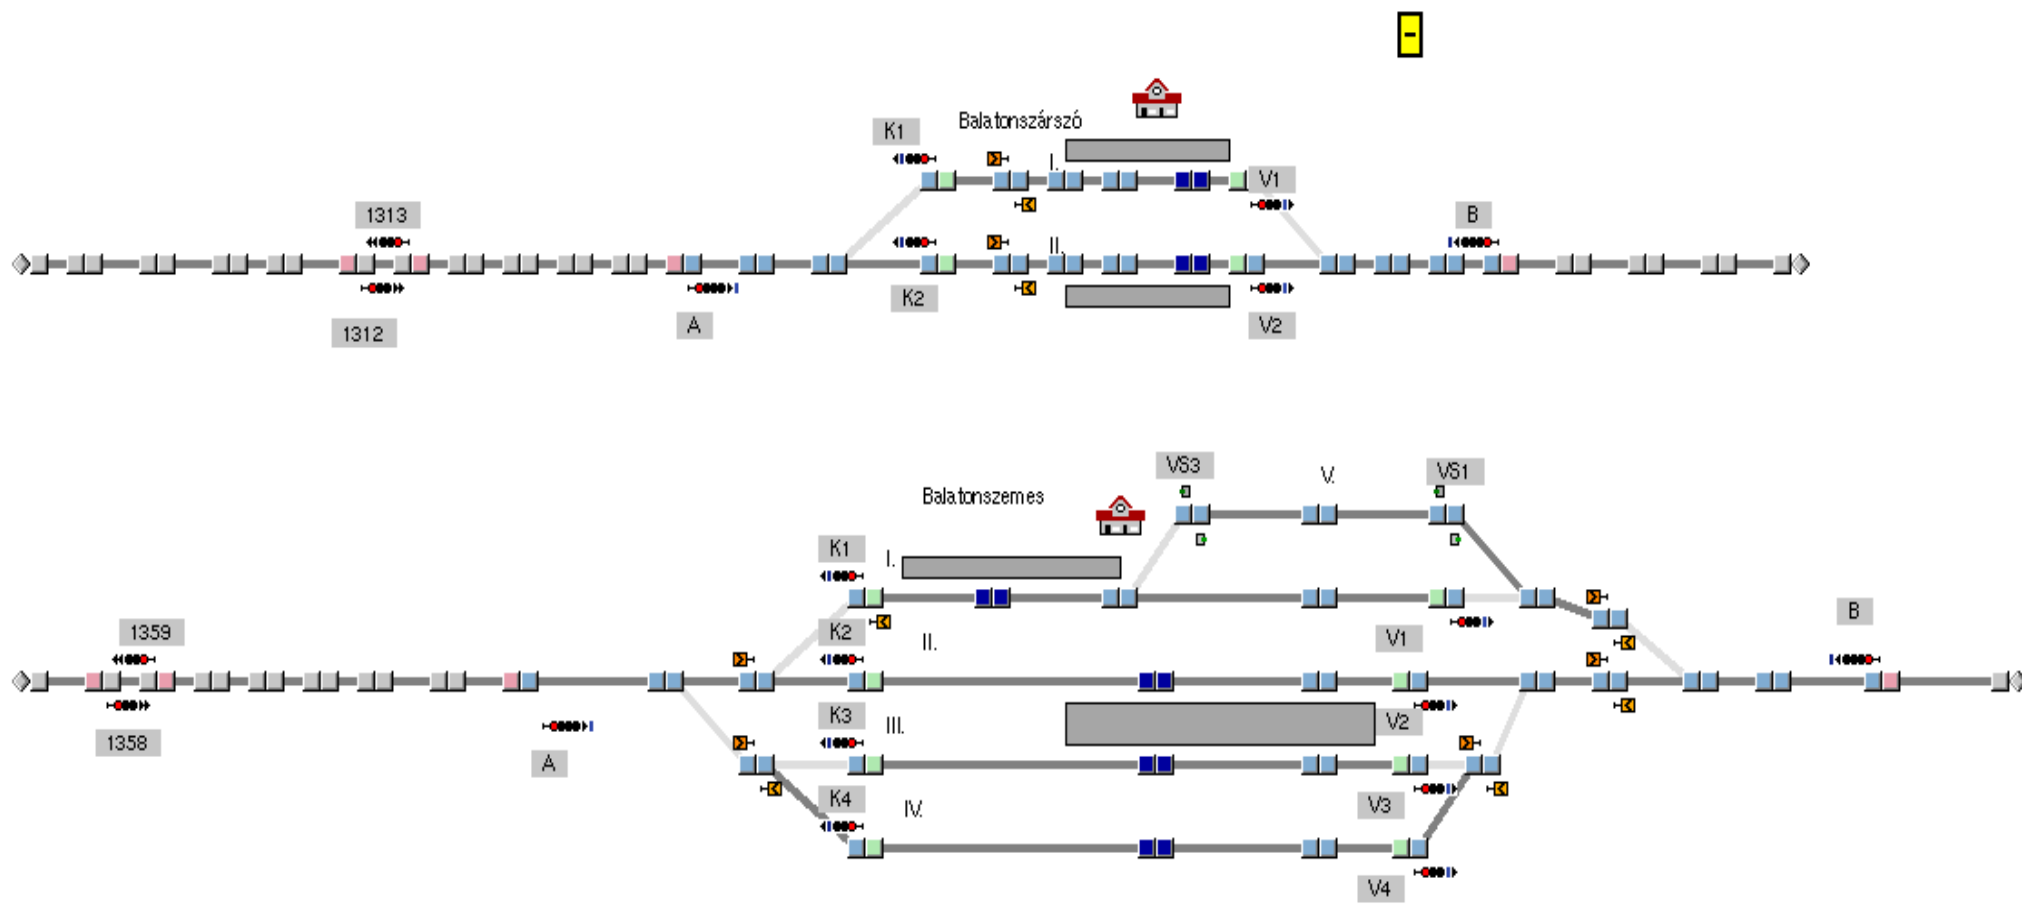 -
Balatonszárszó
K1
I.
V1
1313
B
II.
K2
1312
A
V2
VS3
V.
VS1
Balatonszemes
K1
I.
B
1359
K2
II.
V1
K3
III.
V2
1358
A
K4
IV.
V3
V4